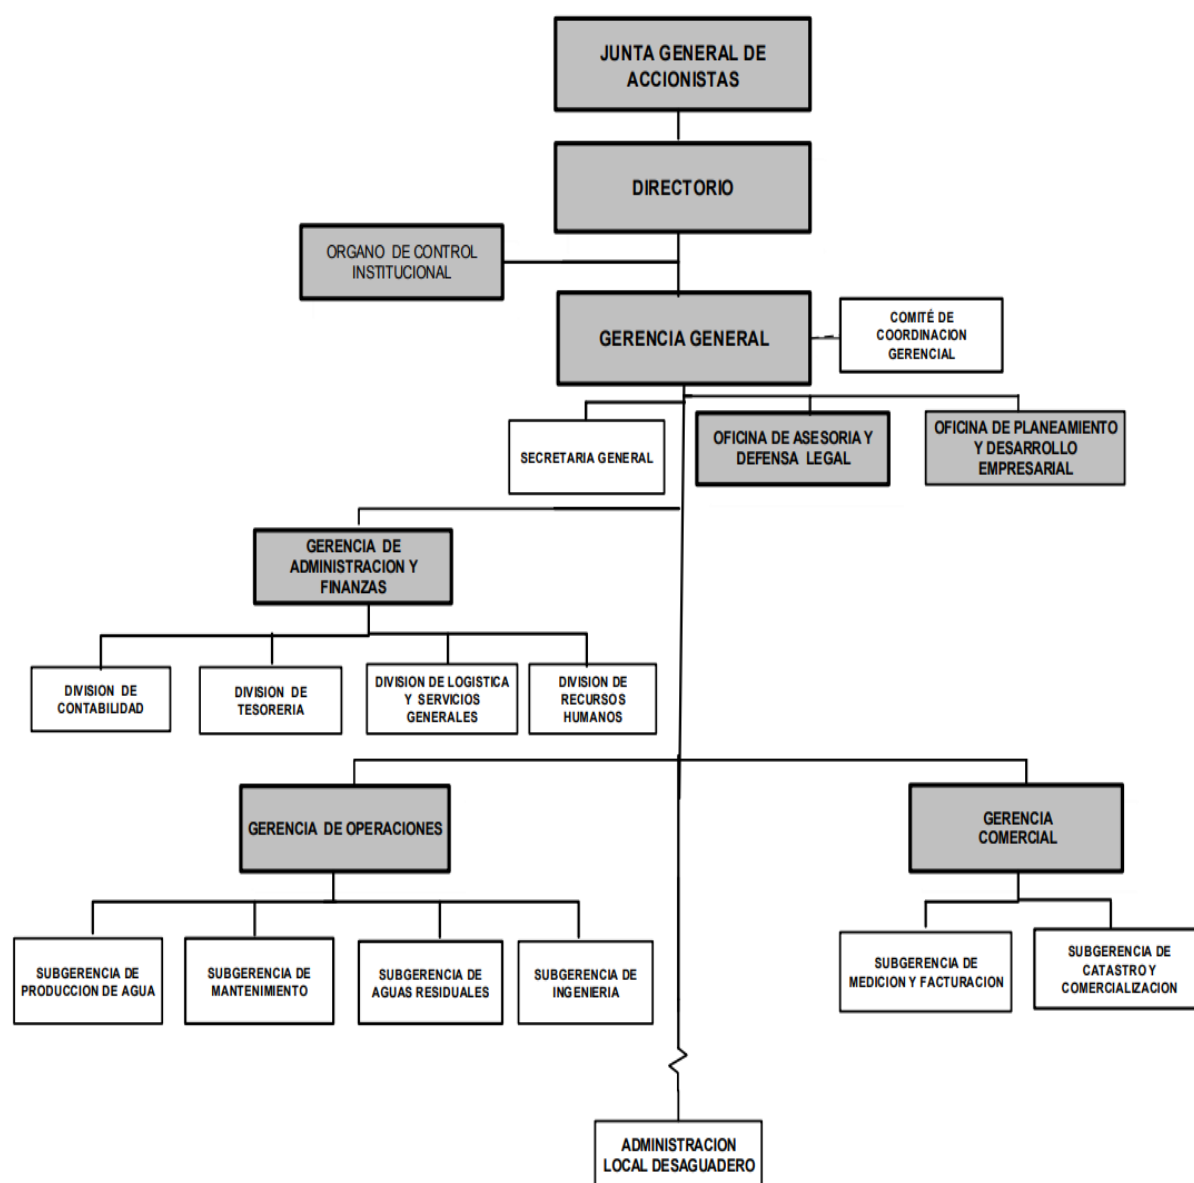 JUNTA GENERAL DE
ACCIONISTAS
DIRECTORIO
ORGANO DE CONTROL
INSTITUCIONAL
GERENCIA GENERAL
COMITÉ DE
COORDINACION
GERENCIAL
SECRETARIA GENERAL
OFICINA DE ASESORIA Y
DEFENSA LEGAL
OFICINA DE PLANEAMIENTO
Y DESARROLLO
EMPRESARIAL
GERENCIA DE
ADMINISTRACION Y
FINANZAS
DIVISION DE
CONTABILIDAD
DIVISION DE
TESORERIA
DIVISION DE LOGISTICA
Y SERVICIOS
GENERALES
DIVISION DE
RECURSOS
HUMANOS
GERENCIA DE OPERACIONES
GERENCIA
COMERCIAL
SUBGERENCIA DE
PRODUCCION DE AGUA
SUBGERENCIA DE
MANTENIMIENTO
SUBGERENCIA DE
AGUAS RESIDUALES
SUBGERENCIA DE
INGENIERIA
SUBGERENCIA DE
MEDICION Y FACTURACION
SUBGERENCIA DE
CATASTRO Y
COMERCIALIZACION
ADMINISTRACION
LOCAL DESAGUADERO